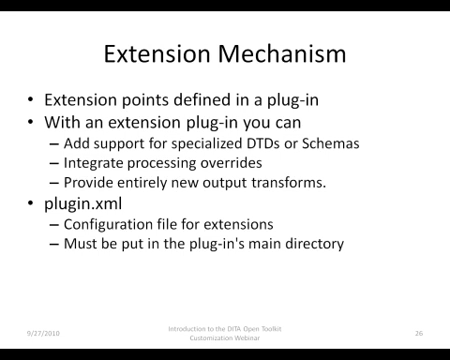 Extension Mechanism
• Extension points defined in a plug-in
• With an extension plug-in you can
– Add support for specialized DTDs or Schemas
– Integrate processing overrides
– Provide entirely new output transforms.
• plugin.xml
– Configuration file for extensions
– Must be put in the plug-in's main directory
9/27/2010
Introduction to the DITA Open Toolkit
Customization Webinar
26